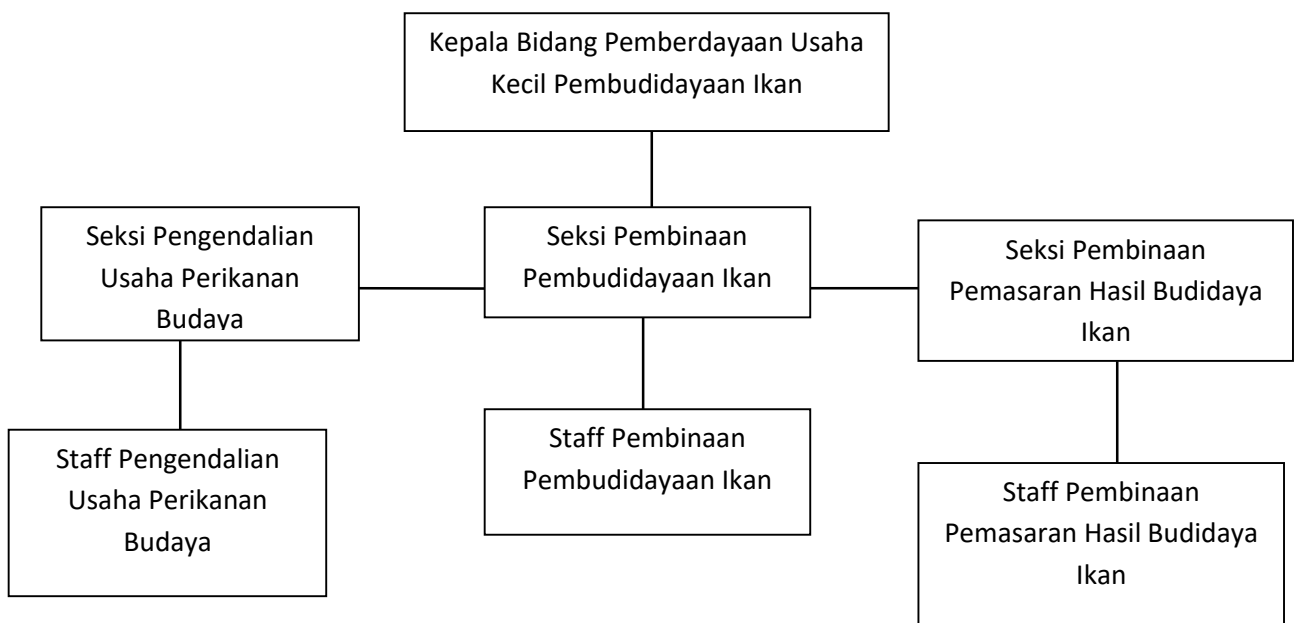 Kepala Bidang Pemberdayaan Usaha
Kecil Pembudidayaan Ikan
Seksi Pengendalian
Usaha Perikanan
Budaya
Seksi Pembinaan
Pembudidayaan Ikan
Seksi Pembinaan
Pemasaran Hasil Budidaya
Ikan
Staff Pengendalian
Usaha Perikanan
Budaya
Staff Pembinaan
Pembudidayaan Ikan
Staff Pembinaan
Pemasaran Hasil Budidaya
Ikan